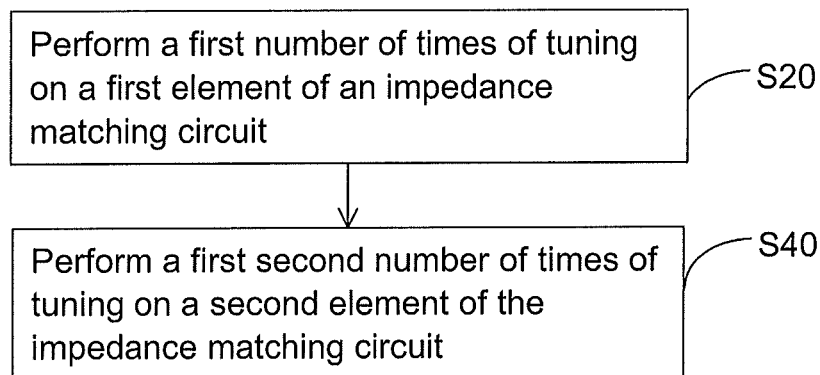 Perform a first number of times of tuning
on a first element of an impedance
matching circuit
S20
Perform a first second number of times of
tuning on a second element of the
impedance matching circuit
S40